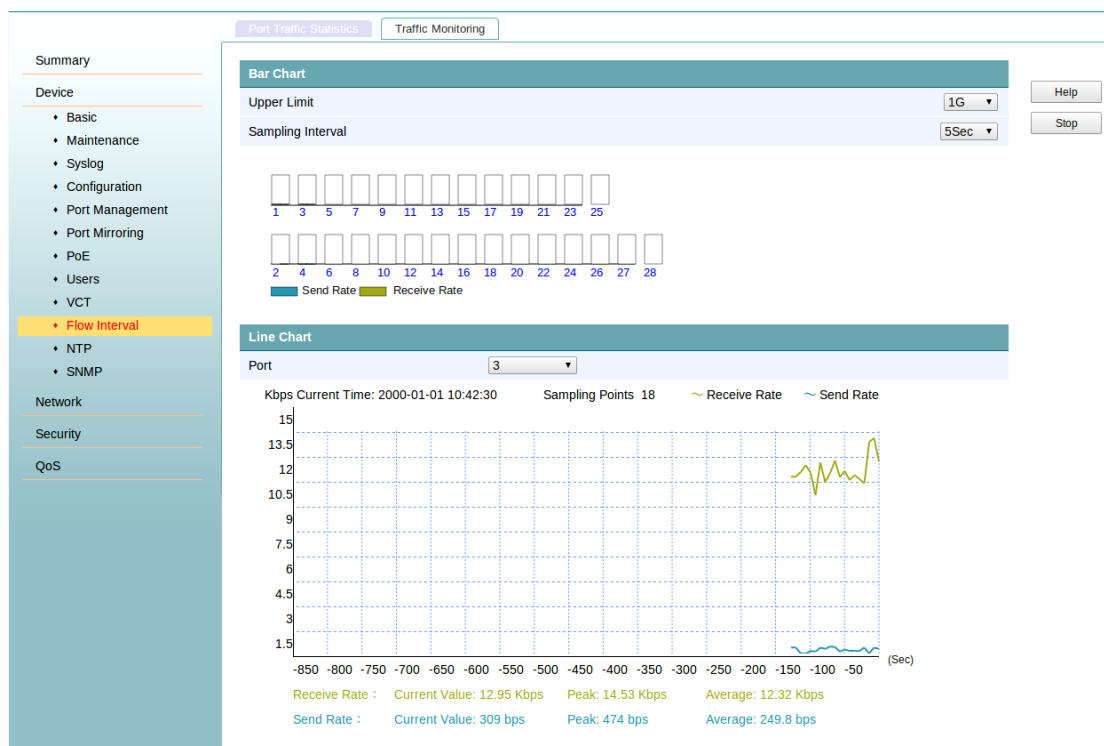 Port Traffic Statistics
Traffic Monitoring
Summary
Device
Basic
Maintenance
Syslog
Configuration
Port Management
Port Mirroring
PoE
Users
VCT
Flow Interval
NTP
SNMP
Network
Security
QoS
Bar Chart
Upper Limit 1G
Sampling Interval 5Sec
Help
Stop
1 3 5 7 9 11 13 15 17 19 21 23 25
2 4 6 8 10 12 14 16 18 20 22 24 26 27 28
Send Rate Receive Rate
Line Chart
Port 3
Kbps Current Time: 2000-01-01 10:42:30 Sampling Points 18 Receive Rate Send Rate
15
13.5
12
10.5
9
7.5
6
4.5
3
1.5
-850 -800 -750 -700 -650 -600 -550 -500 -450 -400 -350 -300 -250 -200 -150 -100 -50 (Sec)
Receive Rate： Current Value: 12.95 Kbps Peak: 14.53 Kbps Average: 12.32 Kbps
Send Rate： Current Value: 309 bps Peak: 474 bps Average: 249.8 bps